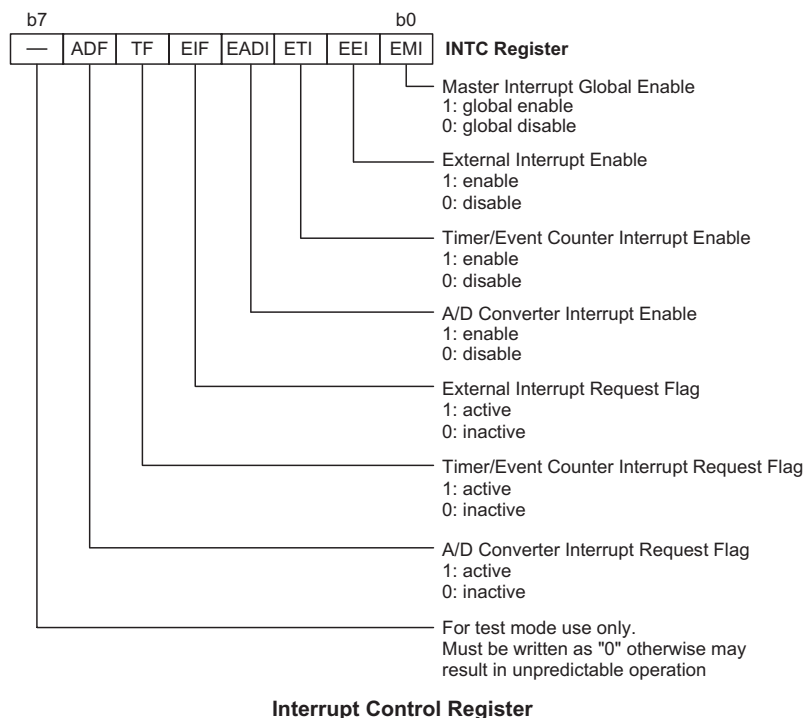 b7 b0
— ADF TF EIF EADI ETI EEI EMI INTC Register
Master Interrupt Global Enable
1: global enable
0: global disable
External Interrupt Enable
1: enable
0: disable
Timer/Event Counter Interrupt Enable
1: enable
0: disable
A/D Converter Interrupt Enable
1: enable
0: disable
External Interrupt Request Flag
1: active
0: inactive
Timer/Event Counter Interrupt Request Flag
1: active
0: inactive
A/D Converter Interrupt Request Flag
1: active
0: inactive
For test mode use only.
Must be written as "0" otherwise may
result in unpredictable operation
Interrupt Control Register